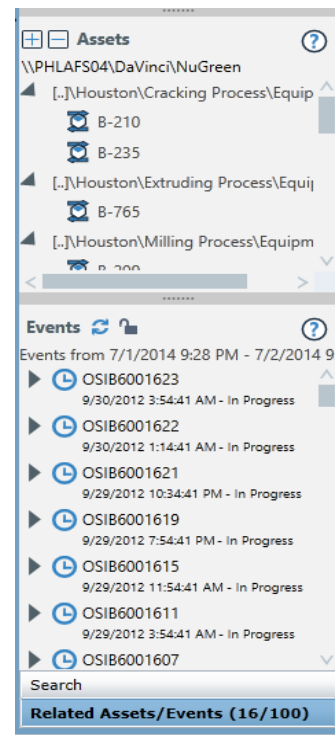 Assets
\\PHLAFS04\DaVinci\NuGreen
[..]\Houston\Cracking Process\Equip
B-210
B-235
[..]\Houston\Extruding Process\Equi
B-765
[..]\Houston\Milling Process\Equipm
Events
Events from 7/1/2014 9:28 PM - 7/2/2014 9
OSIB6001623
9/30/2012 3:54:41 AM - In Progress
OSIB6001622
9/30/2012 1:14:41 AM - In Progress
OSIB6001621
9/29/2012 10:34:41 PM - In Progress
OSIB6001619
9/29/2012 7:54:41 PM - In Progress
OSIB6001615
9/29/2012 11:54:41 AM - In Progress
OSIB6001611
9/29/2012 3:54:41 AM - In Progress
OSIB6001607
Search
Related Assets/Events (16/100)